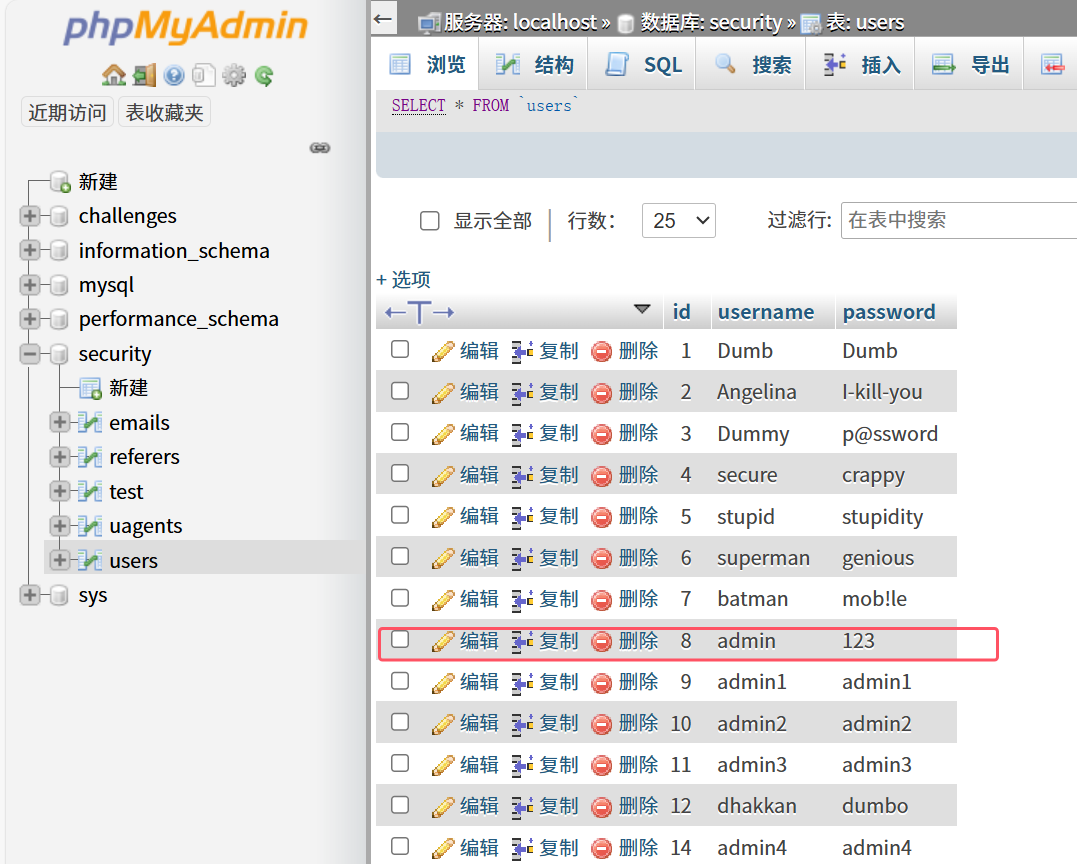 phpMyAdmin
近期访问 表收藏夹
新建
challenges
information_schema
mysql
performance_schema
security
新建
emails
referers
test
uagents
users
sys
服务器: localhost » 数据库: security » 表: users
浏览 结构 SQL 搜索 插入 导出
SELECT * FROM `users`
显示全部 | 行数: 25 过滤行: 在表中搜索
+ 选项
←T→ id username password
编辑 复制 删除 1 Dumb Dumb
编辑 复制 删除 2 Angelina I-kill-you
编辑 复制 删除 3 Dummy p@ssword
编辑 复制 删除 4 secure crappy
编辑 复制 删除 5 stupid stupidity
编辑 复制 删除 6 superman genious
编辑 复制 删除 7 batman mob!le
编辑 复制 删除 8 admin 123
编辑 复制 删除 9 admin1 admin1
编辑 复制 删除 10 admin2 admin2
编辑 复制 删除 11 admin3 admin3
编辑 复制 删除 12 dhakkan dumbo
编辑 复制 删除 14 admin4 admin4